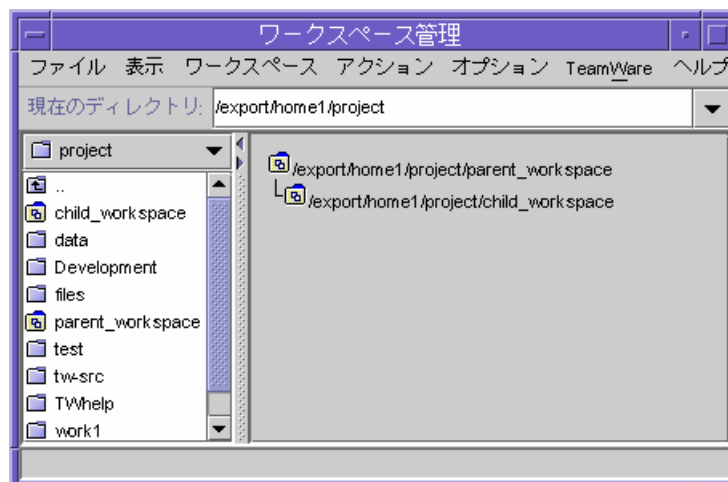 ワークスペース管理
ファイル 表示 ワークスペース アクション オプション TeamWare ヘルプ
現在のディレクトリ: /export/home1/project
project
..
child_workspace
data
Development
files
parent_workspace
test
tw-src
TWhelp
work1
/export/home1/project/parent_workspace
/export/home1/project/child_workspace